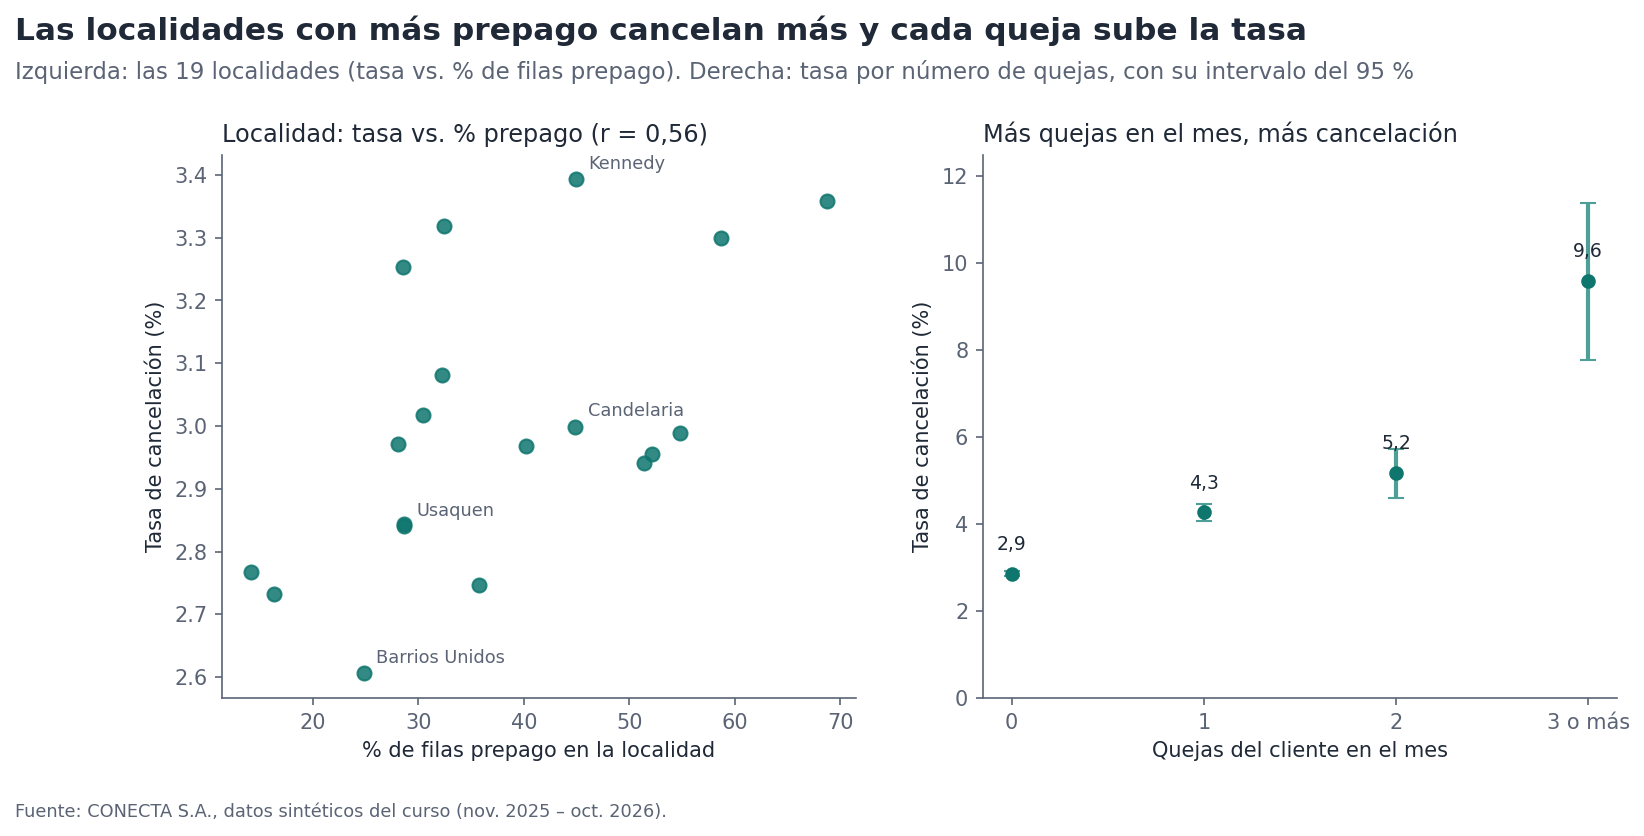 Las localidades con más prepago cancelan más y cada queja sube la tasa
Izquierda: las 19 localidades (tasa vs. % de filas prepago). Derecha: tasa por número de quejas, con su intervalo del 95 %
Localidad: tasa vs. % prepago (r = 0,56)
Tasa de cancelación (%)
3.4
3.3
3.2
3.1
3.0
2.9
2.8
2.7
2.6
Kennedy
Candelaria
Usaquen
Barrios Unidos
20 30 40 50 60 70
% de filas prepago en la localidad
Más quejas en el mes, más cancelación
Tasa de cancelación (%)
12
10
8
6
4
2
0
2,9
4,3
5,2
9,6
0 1 2 3 o más
Quejas del cliente en el mes
Fuente: CONECTA S.A., datos sintéticos del curso (nov. 2025 – oct. 2026).